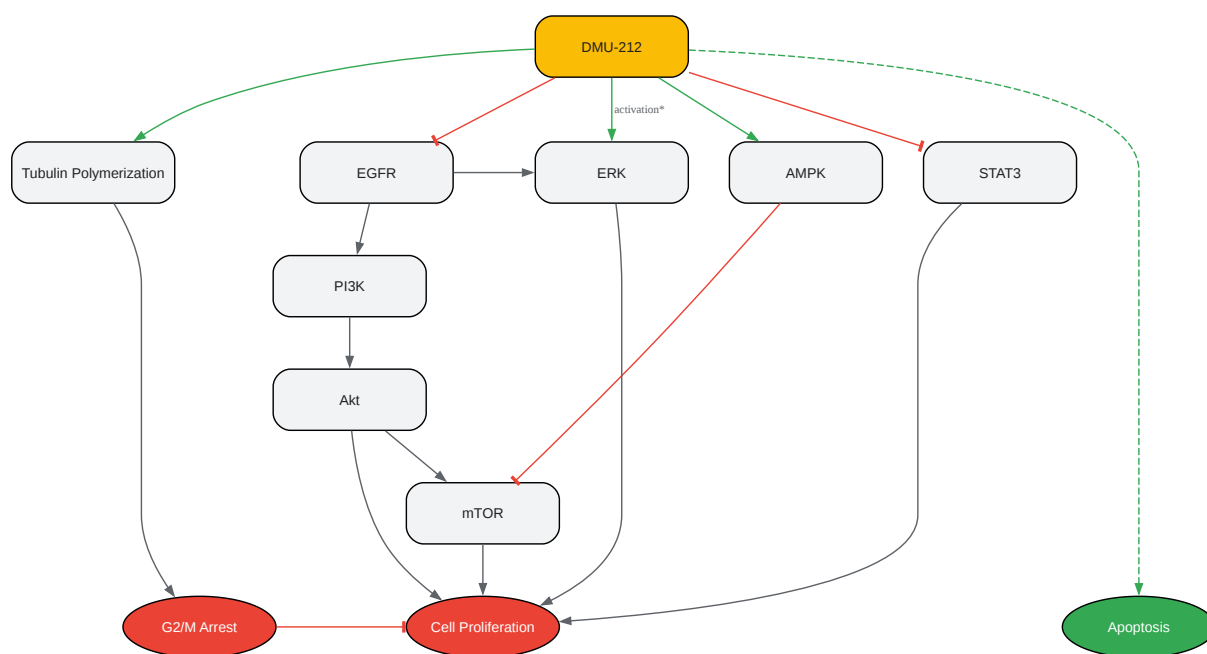 DMU-212
activation*
Tubulin Polymerization
EGFR
ERK
AMPK
STAT3
PI3K
Akt
mTOR
G2/M Arrest
Cell Proliferation
Apoptosis